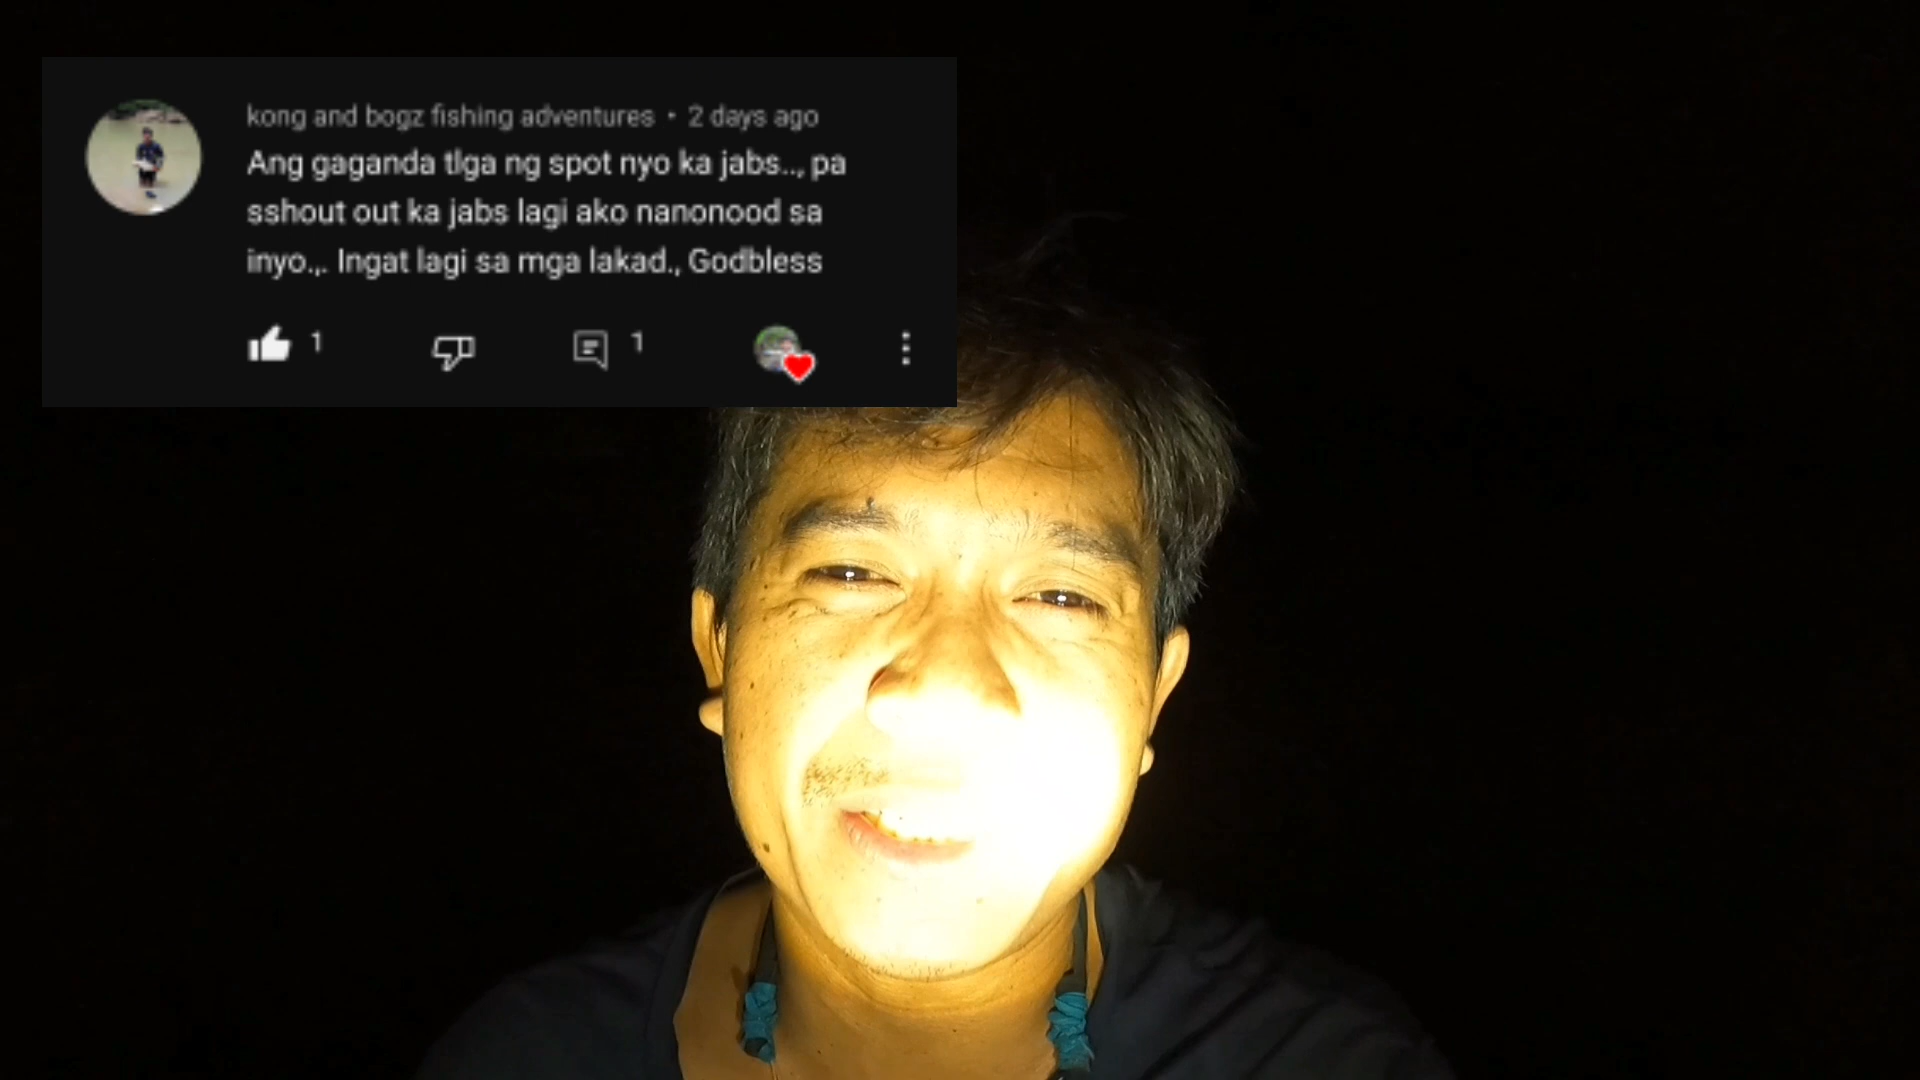 kong and bogz fishing adventures • 2 days ago
Ang gaganda tlga ng spot nyo ka jabs.., pa
sshout out ka jabs lagi ako nanonood sa
inyo.,. Ingat lagi sa mga lakad., Godbless
1 1